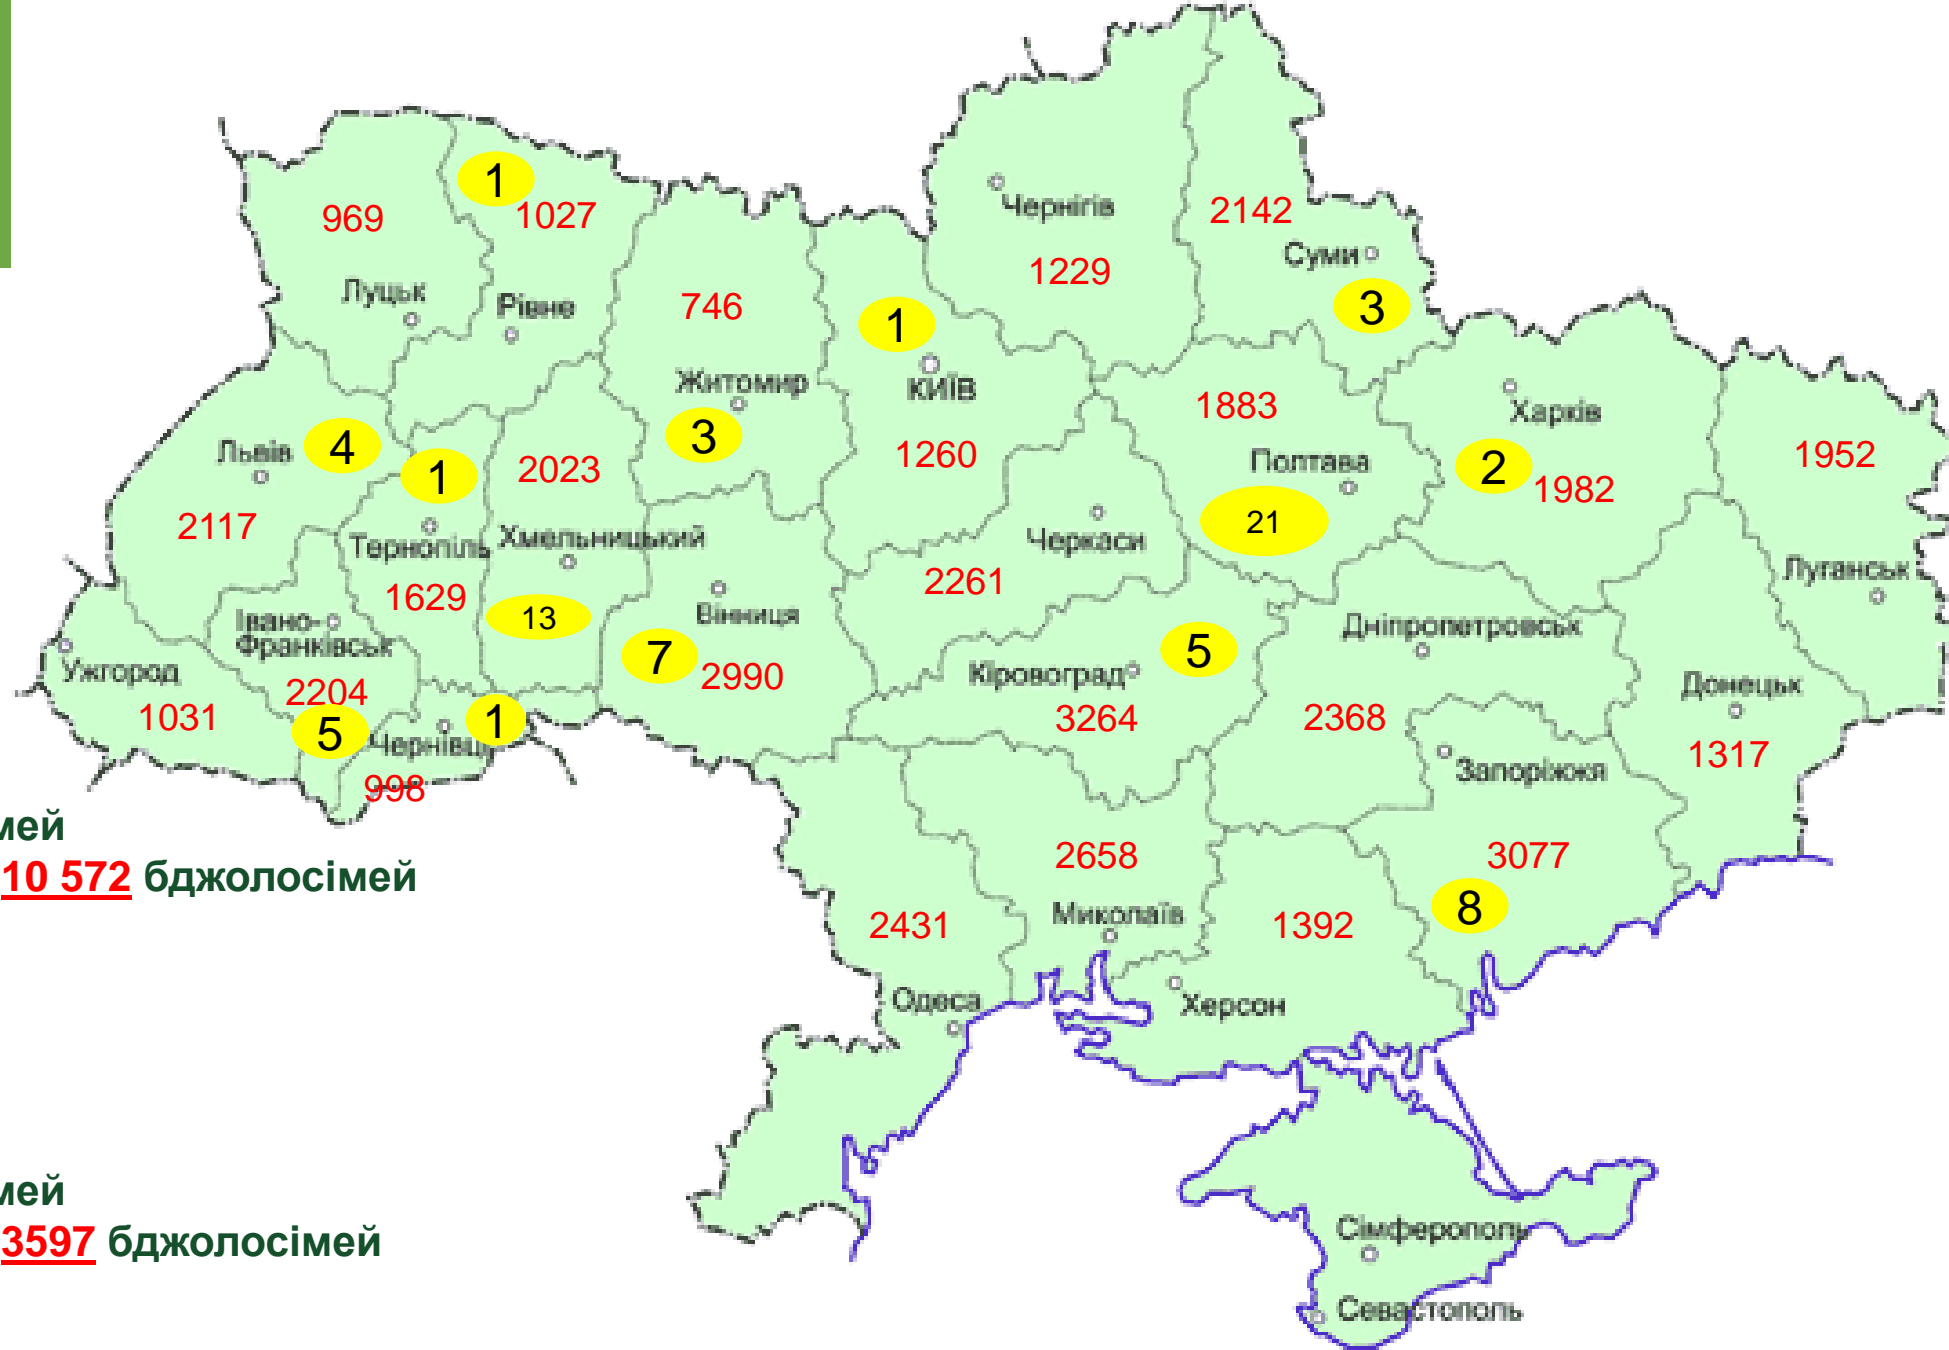 1
969
1027
Чернігів
2142
1229
Суми
Луцьк
Рівне
746
1
3
Житомир
КИЇВ
1883
Харків
Львів
4
1
2023
3
1260
Полтава
2
1982
1952
2117
Тернопіль
Хмельницький
Черкаси
21
1629
13
2261
Луганськ
Івано-
Франківськ
Вінниця
7
2990
5
Дніпропетровськ
Ужгород
1031
2204
5
Чернівці
1
998
Кіровоград
3264
2368
Донецьк
1317
Запоріжжя
3077
8
мей
10 572 бджолосімей
2658
2431
Миколаїв
1392
Одеса
Херсон
мей
3597 бджолосімей
Сімферополь
Севастополь